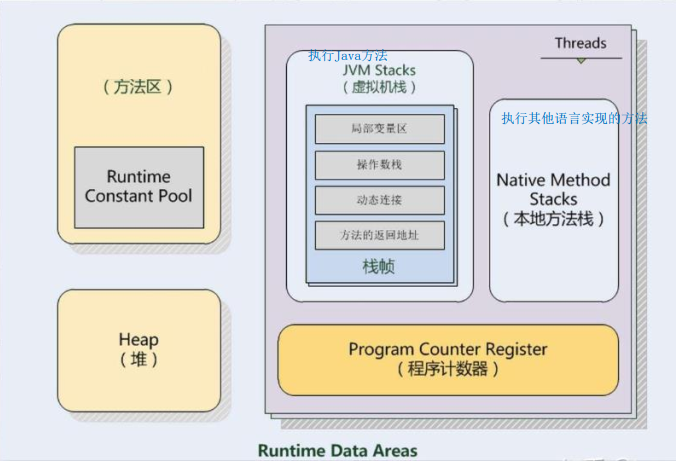 （方法区）
Runtime
Constant Pool
Heap
（堆）
Threads
执行Java方法
JVM Stacks
（虚拟机栈）
局部变量区
操作数栈
动态连接
方法的返回地址
栈帧
执行其他语言实现的方法
Native Method
Stacks
（本地方法栈）
Program Counter Register
（程序计数器）
Runtime Data Areas